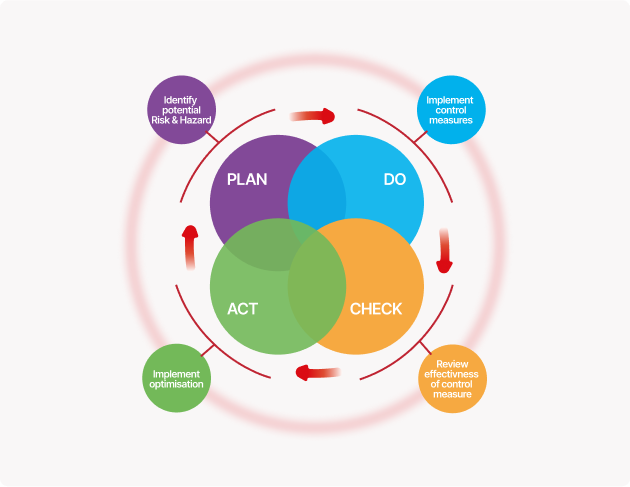 Identify
potential
Risk & Hazard
Implement
control
measures
PLAN
DO
ACT
CHECK
Implement
optimisation
Review
effectivness
of control
measure